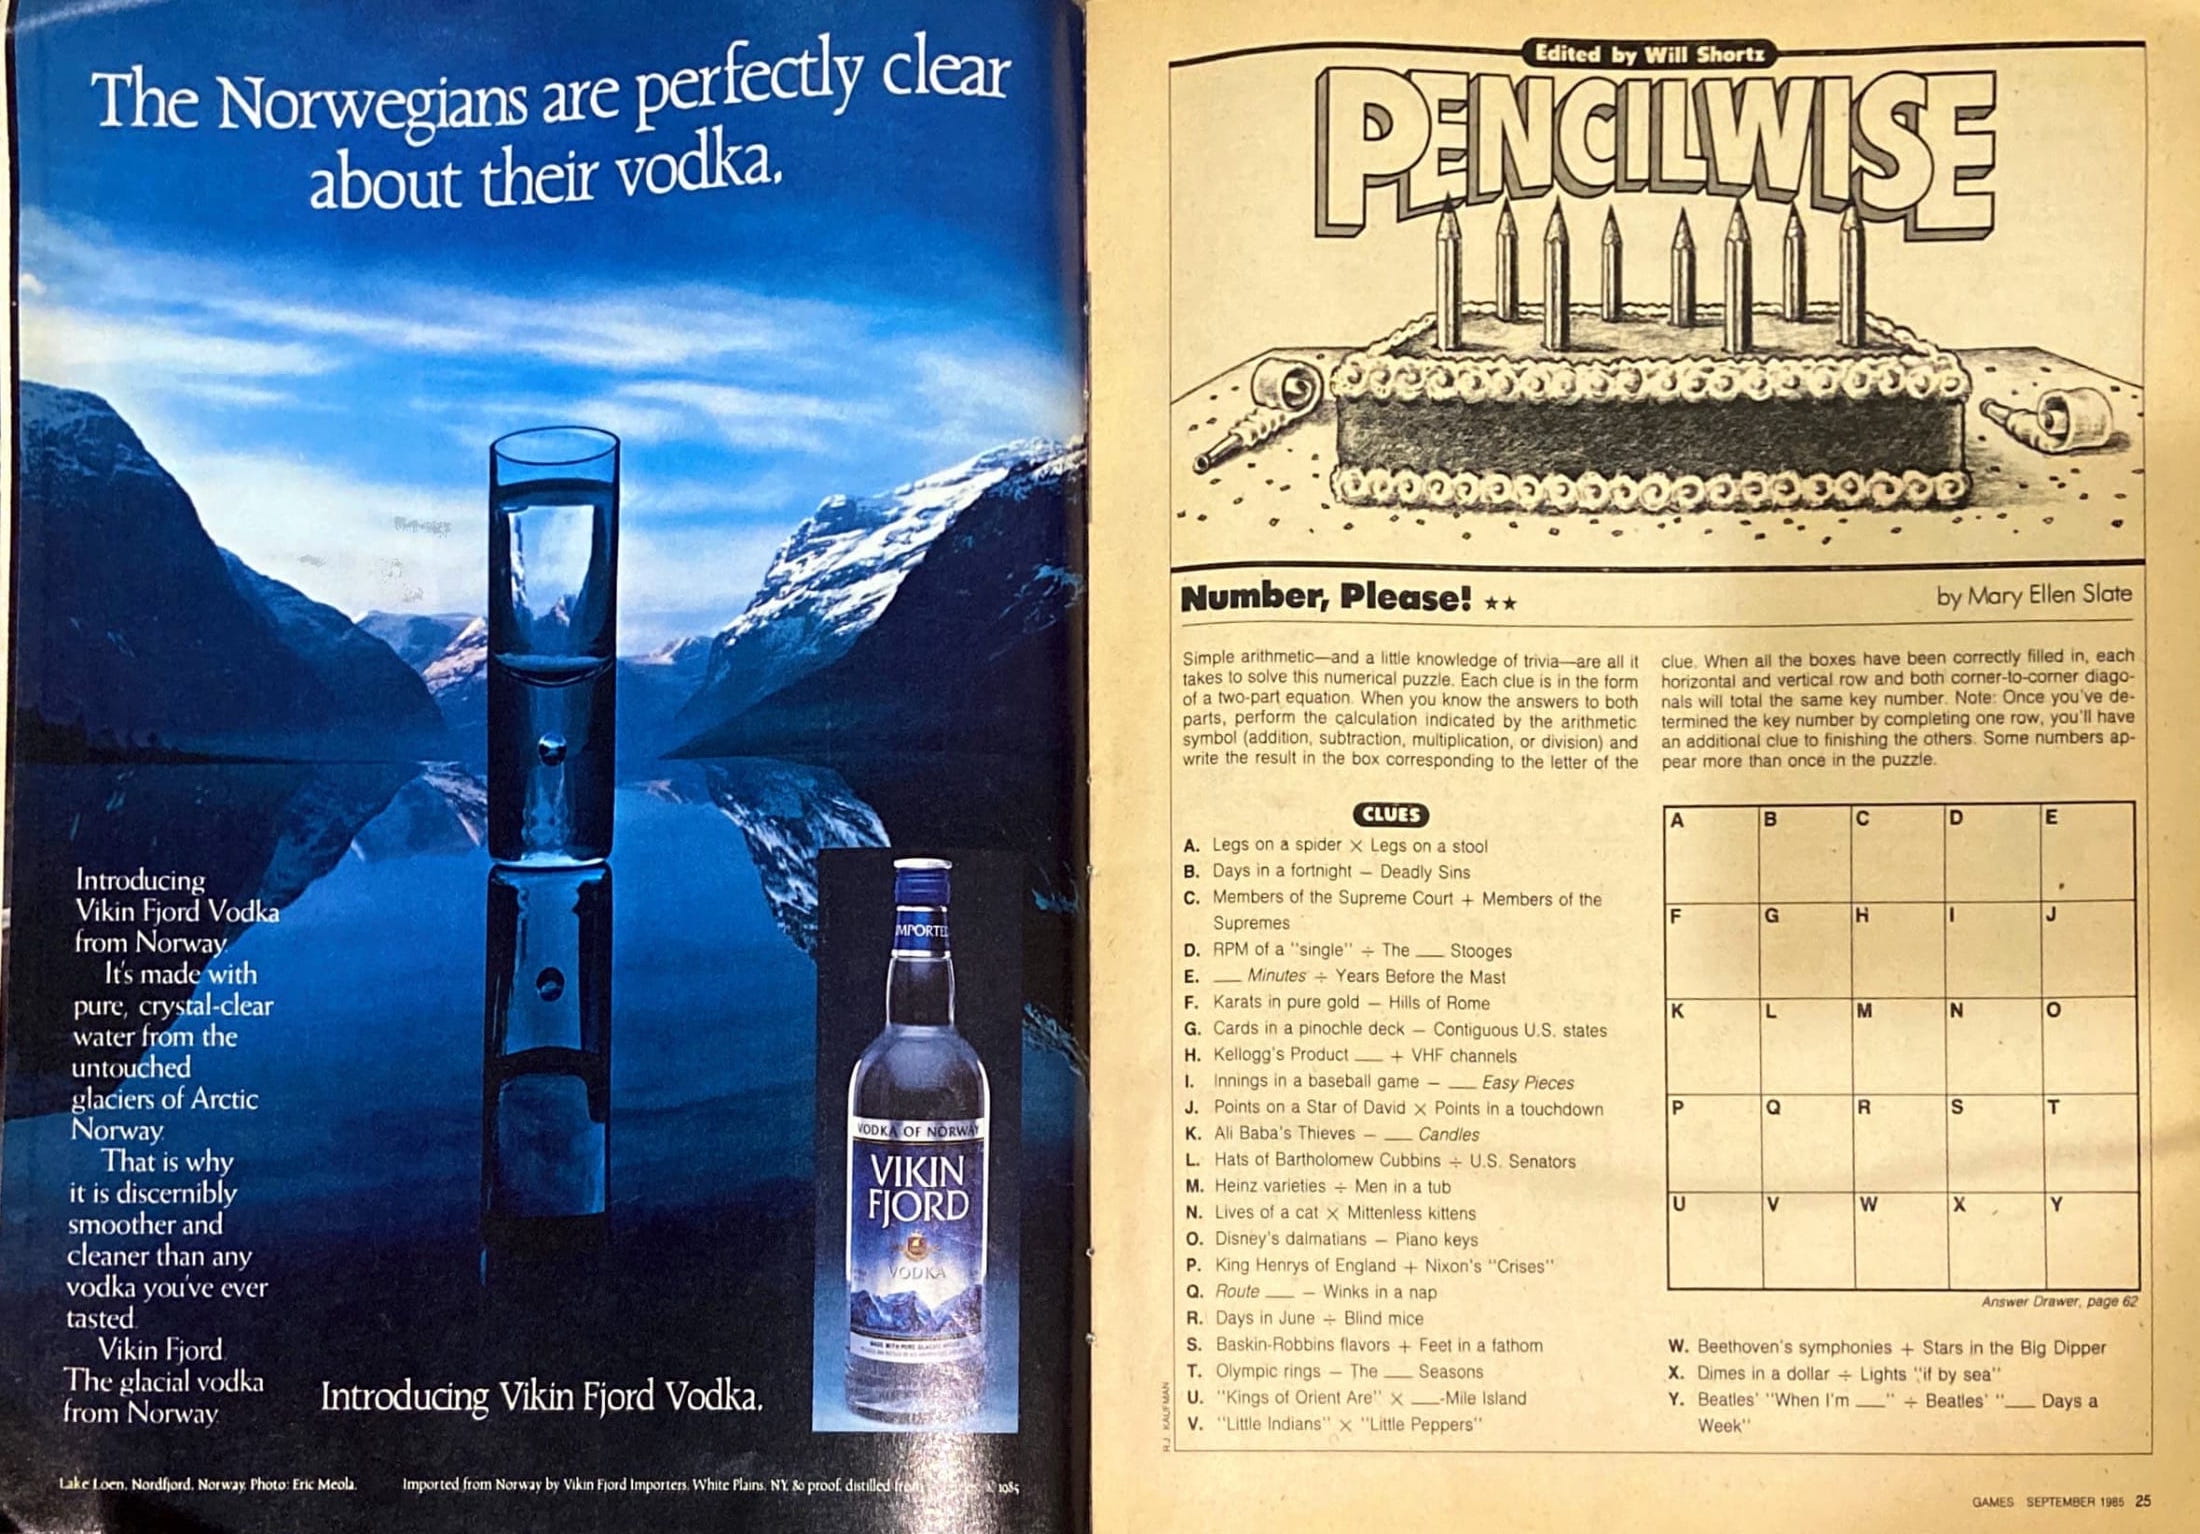 The Norwegians are perfectly clear
about their vodka.
Introducing
Vikin Fjord Vodka
from Norway.
It's made with
pure, crystal-clear
water from the
untouched
glaciers of Arctic
Norway.
That is why
it is discernibly
smoother and
cleaner than any
vodka you've ever
tasted.
Vikin Fjord.
The glacial vodka
from Norway.
IMPORTED
VODKA OF NORWAY
VIKIN
FJORD
VODKA
Introducing Vikin Fjord Vodka.
Lake Loen, Nordfjord, Norway. Photo: Eric Meola.
Imported from Norway by Vikin Fjord Importers, White Plains, NY. 80 proof, distilled © 1985
Edited by Will Shortz
PENCILWISE
Number, Please! ★★
by Mary Ellen Slate
Simple arithmetic—and a little knowledge of trivia—are all it
takes to solve this numerical puzzle. Each clue is in the form
of a two-part equation. When you know the answers to both
parts, perform the calculation indicated by the arithmetic
symbol (addition, subtraction, multiplication, or division) and
write the result in the box corresponding to the letter of the
clue. When all the boxes have been correctly filled in, each
horizontal and vertical row and both corner-to-corner diago-
nals will total the same key number. Note: Once you've de-
termined the key number by completing one row, you'll have
an additional clue to finishing the others. Some numbers ap-
pear more than once in the puzzle.
CLUES
A. Legs on a spider × Legs on a stool
B. Days in a fortnight − Deadly Sins
C. Members of the Supreme Court + Members of the
Supremes
D. RPM of a "single" ÷ The ___ Stooges
E. ___ Minutes ÷ Years Before the Mast
F. Karats in pure gold − Hills of Rome
G. Cards in a pinochle deck − Contiguous U.S. states
H. Kellogg's Product ___ + VHF channels
I. Innings in a baseball game − ___ Easy Pieces
J. Points on a Star of David × Points in a touchdown
K. Ali Baba's Thieves − ___ Candles
L. Hats of Bartholomew Cubbins ÷ U.S. Senators
M. Heinz varieties ÷ Men in a tub
N. Lives of a cat × Mittenless kittens
O. Disney's dalmatians − Piano keys
P. King Henrys of England + Nixon's "Crises"
Q. Route ___ − Winks in a nap
R. Days in June ÷ Blind mice
S. Baskin-Robbins flavors + Feet in a fathom
T. Olympic rings − The ___ Seasons
U. "Kings of Orient Are" × ___-Mile Island
V. "Little Indians" × "Little Peppers"
A B C D E
F G H I J
K L M N O
P Q R S T
U V W X Y
Answer Drawer, page 62
W. Beethoven's symphonies + Stars in the Big Dipper
X. Dimes in a dollar ÷ Lights "if by sea"
Y. Beatles' "When I'm ___" ÷ Beatles' "___ Days a
Week"
R.J. KAUFMAN
GAMES SEPTEMBER 1985 25